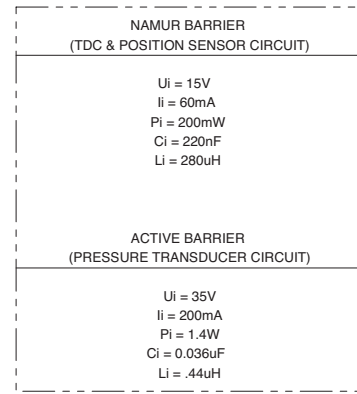 NAMUR BARRIER
(TDC & POSITION SENSOR CIRCUIT)
Ui = 15V
Ii = 60mA
Pi = 200mW
Ci = 220nF
Li = 280uH
ACTIVE BARRIER
(PRESSURE TRANSDUCER CIRCUIT)
Ui = 35V
Ii = 200mA
Pi = 1.4W
Ci = 0.036uF
Li = .44uH